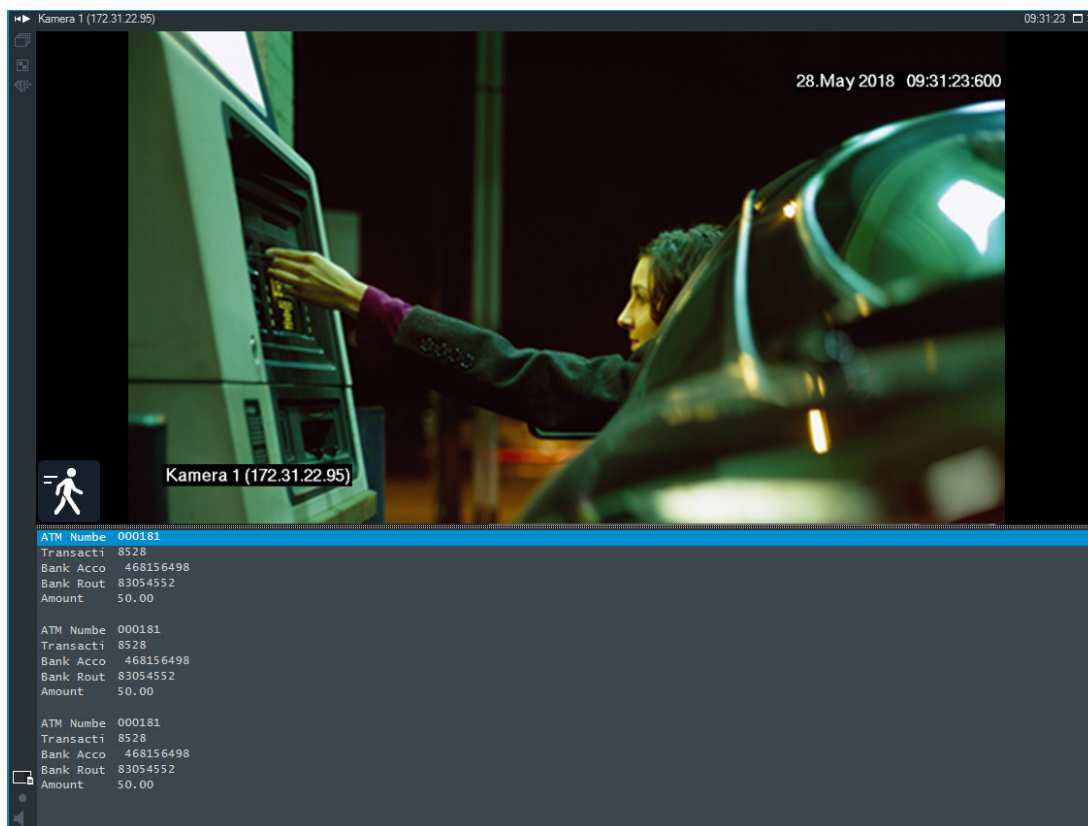 Kamera 1 (172.31.22.95) 09:31:23
28.May 2018 09:31:23:600
Kamera 1 (172.31.22.95)
ATM Numbe 000181
Transacti 8528
Bank Acco 468156498
Bank Rout 83054552
Amount 50.00
ATM Numbe 000181
Transacti 8528
Bank Acco 468156498
Bank Rout 83054552
Amount 50.00
ATM Numbe 000181
Transacti 8528
Bank Acco 468156498
Bank Rout 83054552
Amount 50.00